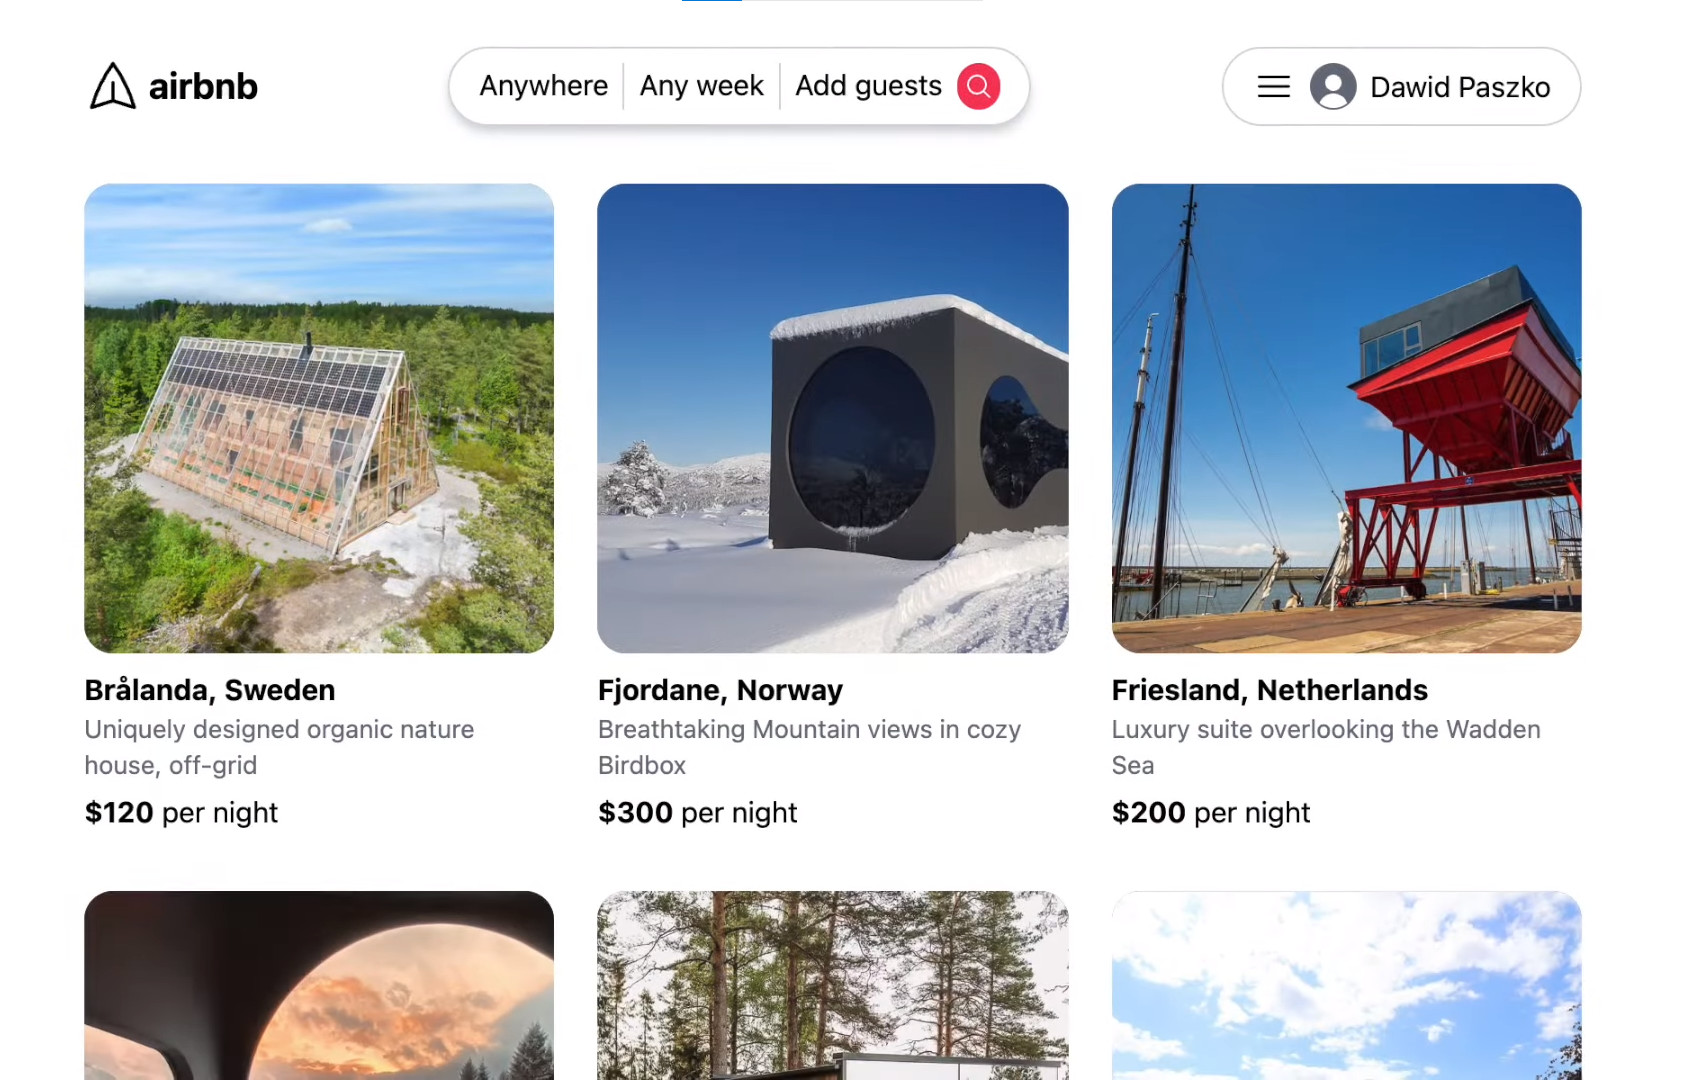 airbnb
Anywhere
Any week
Add guests
Dawid Paszko
Brålanda, Sweden
Uniquely designed organic nature
house, off-grid
$120 per night
Fjordane, Norway
Breathtaking Mountain views in cozy
Birdbox
$300 per night
Friesland, Netherlands
Luxury suite overlooking the Wadden
Sea
$200 per night